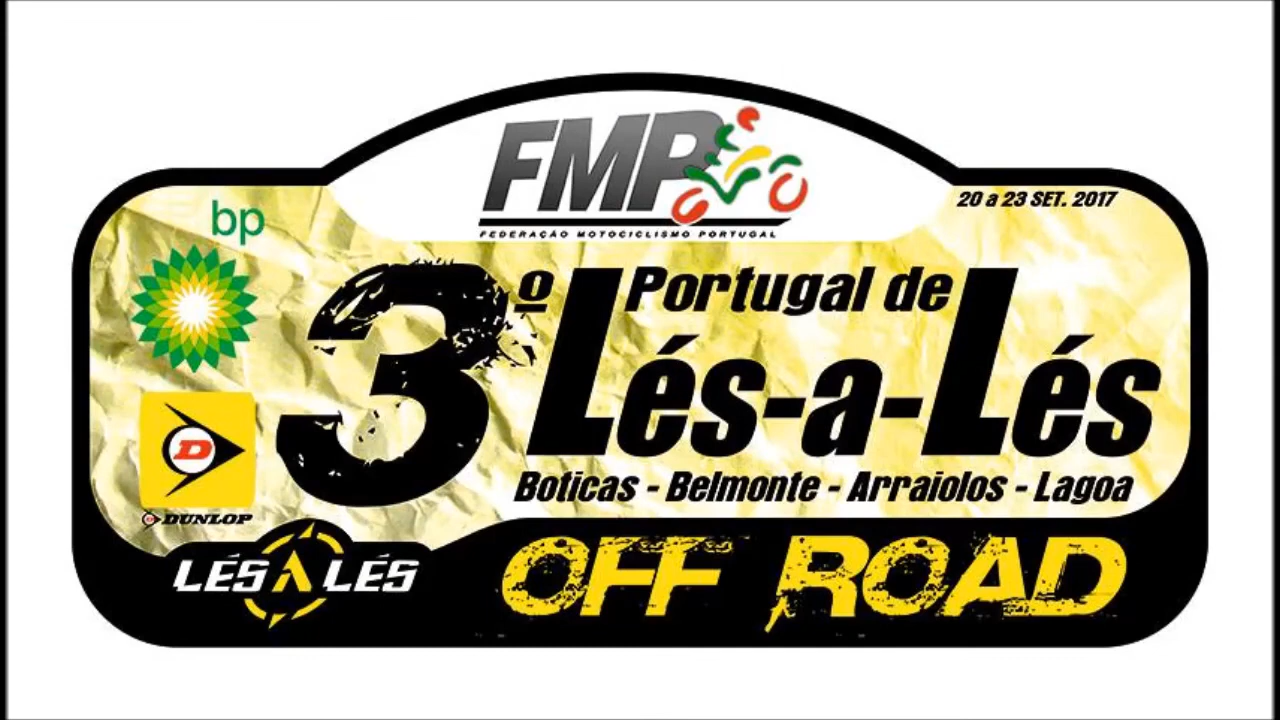 FMP
FEDERAÇÃO MOTOCICLISMO PORTUGAL
20 a 23 SET. 2017
bp
3º Portugal de
Lés-a-Lés
Boticas - Belmonte - Arraiolos - Lagoa
D
DUNLOP
LÉS A LÉS
OFF ROAD